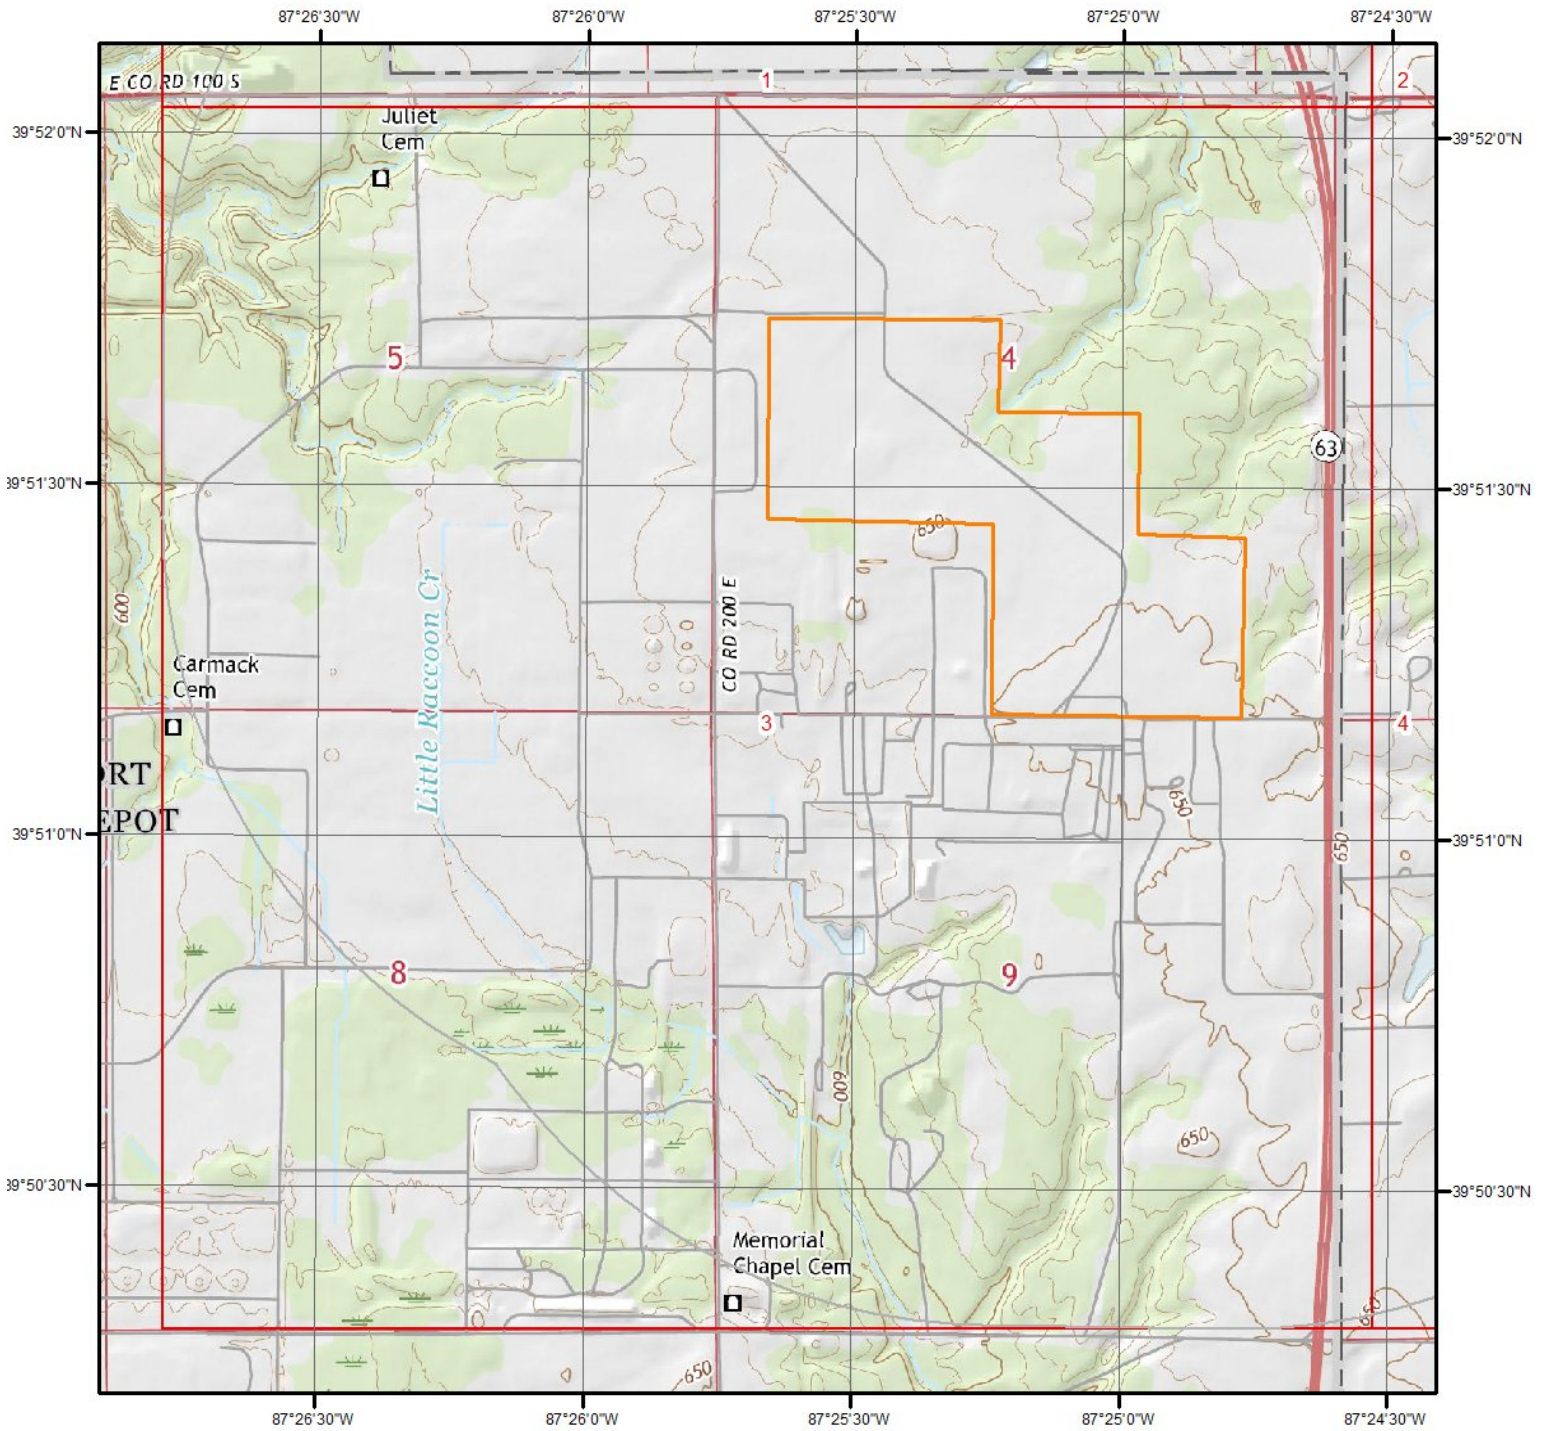 87°26'30"W 87°26'0"W 87°25'30"W 87°25'0"W 87°24'30"W
E CO RD 100 S
1
2
Juliet
Cem
39°52'0"N
39°52'0"N
5
4
63
39°51'30"N
39°51'30"N
650
600
Little Raccoon Cr
CO RD 200 E
Carmack
Cem
3
4
ORT
EPOT
650
39°51'0"N
39°51'0"N
650
8
9
600
650
39°50'30"N
39°50'30"N
Memorial
Chapel Cem
650
650
87°26'30"W 87°26'0"W 87°25'30"W 87°25'0"W 87°24'30"W